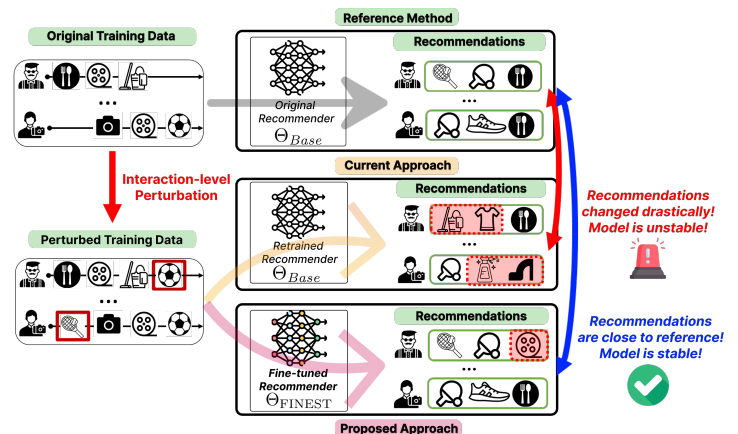 Original Training Data
•••
Interaction-level
Perturbation
Perturbed Training Data
•••
Reference Method
Original
Recommender
Θ_Base
Recommendations
•••
Current Approach
Retrained
Recommender
Θ_Base
Recommendations
•••
Fine-tuned
Recommender
Θ_FINEST
Recommendations
•••
Proposed Approach
Recommendations
changed drastically!
Model is unstable!
Recommendations
are close to reference!
Model is stable!